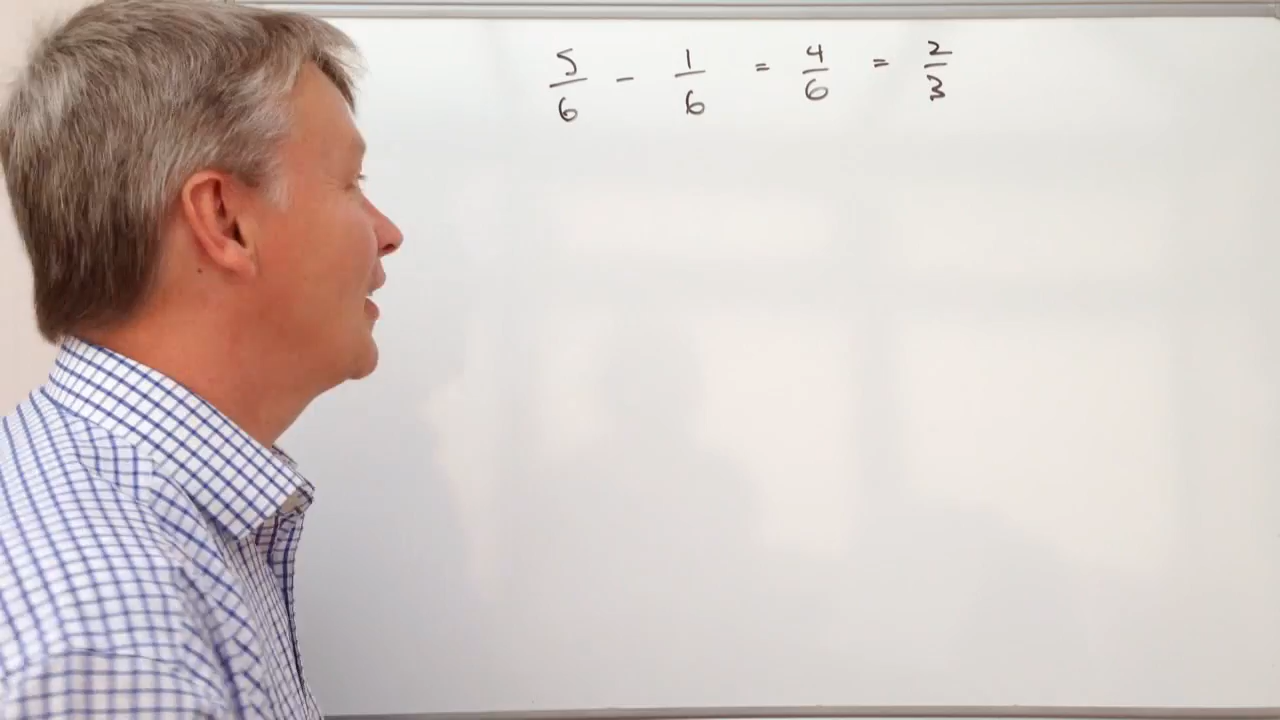 5/6 - 1/6 = 4/6 = 2/3